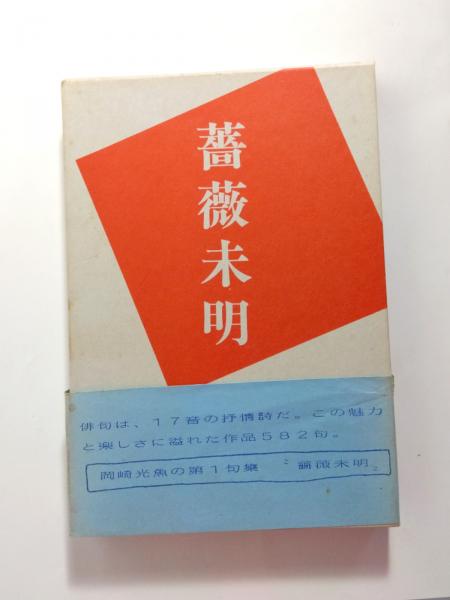 薔薇未明
俳句は、17音の抒情詩だ。この魅力
と楽しさに溢れた作品582句。
岡崎光魚の第1句集 〝薔薇未明〟